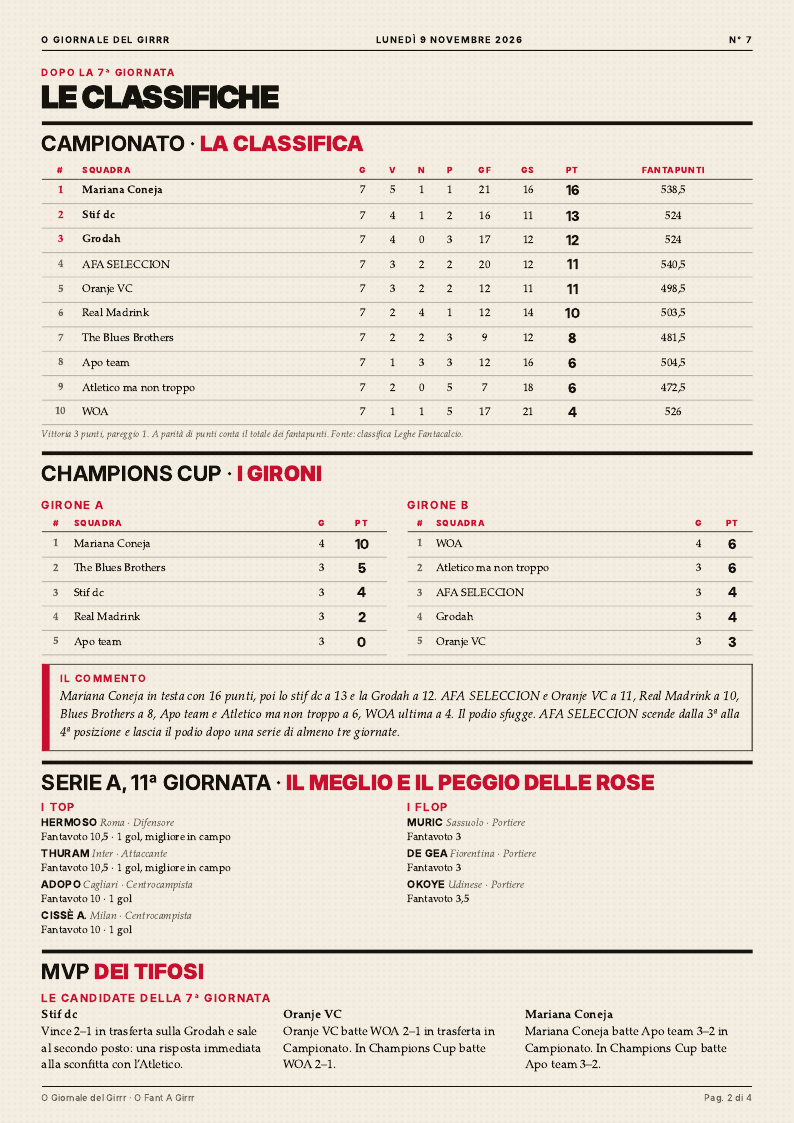 O GIORNALE DEL GIRRR LUNEDÌ 9 NOVEMBRE 2026 N° 7
DOPO LA 7ª GIORNATA
LE CLASSIFICHE
CAMPIONATO · LA CLASSIFICA
# SQUADRA G V N P GF GS PT FANTAPUNTI
1 Mariana Coneja 7 5 1 1 21 16 16 538,5
2 Stif dc 7 4 1 2 16 11 13 524
3 Grodah 7 4 0 3 17 12 12 524
4 AFA SELECCION 7 3 2 2 20 12 11 540,5
5 Oranje VC 7 3 2 2 12 11 11 498,5
6 Real Madrink 7 2 4 1 12 14 10 503,5
7 The Blues Brothers 7 2 2 3 9 12 8 481,5
8 Apo team 7 1 3 3 12 16 6 504,5
9 Atletico ma non troppo 7 2 0 5 7 18 6 472,5
10 WOA 7 1 1 5 17 21 4 526
Vittoria 3 punti, pareggio 1. A parità di punti conta il totale dei fantapunti. Fonte: classifica Leghe Fantacalcio.
CHAMPIONS CUP · I GIRONI
GIRONE A
# SQUADRA G PT
1 Mariana Coneja 4 10
2 The Blues Brothers 3 5
3 Stif dc 3 4
4 Real Madrink 3 2
5 Apo team 3 0
GIRONE B
# SQUADRA G PT
1 WOA 4 6
2 Atletico ma non troppo 3 6
3 AFA SELECCION 3 4
4 Grodah 3 4
5 Oranje VC 3 3
IL COMMENTO
Mariana Coneja in testa con 16 punti, poi lo stif dc a 13 e la Grodah a 12. AFA SELECCION e Oranje VC a 11, Real Madrink a 10,
Blues Brothers a 8, Apo team e Atletico ma non troppo a 6, WOA ultima a 4. Il podio sfugge. AFA SELECCION scende dalla 3ª alla
4ª posizione e lascia il podio dopo una serie di almeno tre giornate.
SERIE A, 11ª GIORNATA · IL MEGLIO E IL PEGGIO DELLE ROSE
I TOP
HERMOSO Roma · Difensore
Fantavoto 10,5 · 1 gol, migliore in campo
THURAM Inter · Attaccante
Fantavoto 10,5 · 1 gol, migliore in campo
ADOPO Cagliari · Centrocampista
Fantavoto 10 · 1 gol
CISSÈ A. Milan · Centrocampista
Fantavoto 10 · 1 gol
I FLOP
MURIC Sassuolo · Portiere
Fantavoto 3
DE GEA Fiorentina · Portiere
Fantavoto 3
OKOYE Udinese · Portiere
Fantavoto 3,5
MVP DEI TIFOSI
LE CANDIDATE DELLA 7ª GIORNATA
Stif dc
Vince 2–1 in trasferta sulla Grodah e sale
al secondo posto: una risposta immediata
alla sconfitta con l'Atletico.
Oranje VC
Oranje VC batte WOA 2–1 in trasferta in
Campionato. In Champions Cup batte
WOA 2–1.
Mariana Coneja
Mariana Coneja batte Apo team 3–2 in
Campionato. In Champions Cup batte
Apo team 3–2.
O Giornale del Girrr · O Fant A Girrr Pag. 2 di 4